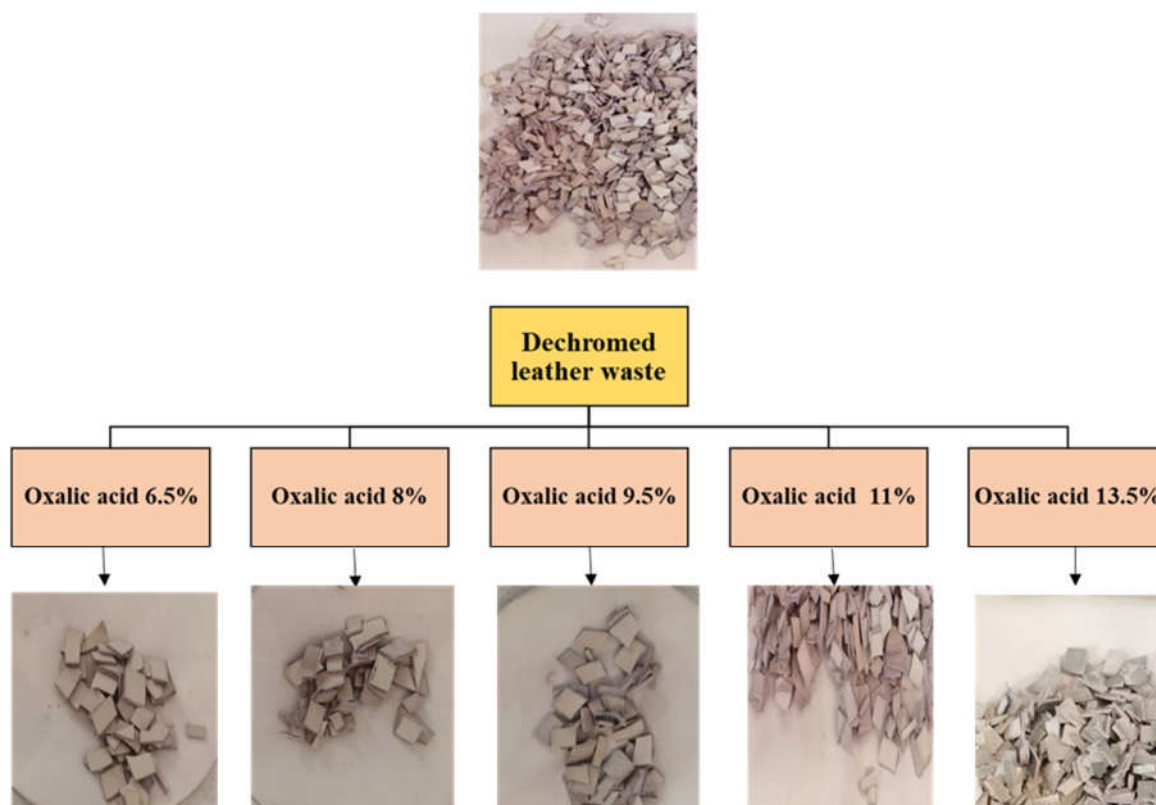 Dechromed
leather waste
Oxalic acid 6.5%
Oxalic acid 8%
Oxalic acid 9.5%
Oxalic acid 11%
Oxalic acid 13.5%